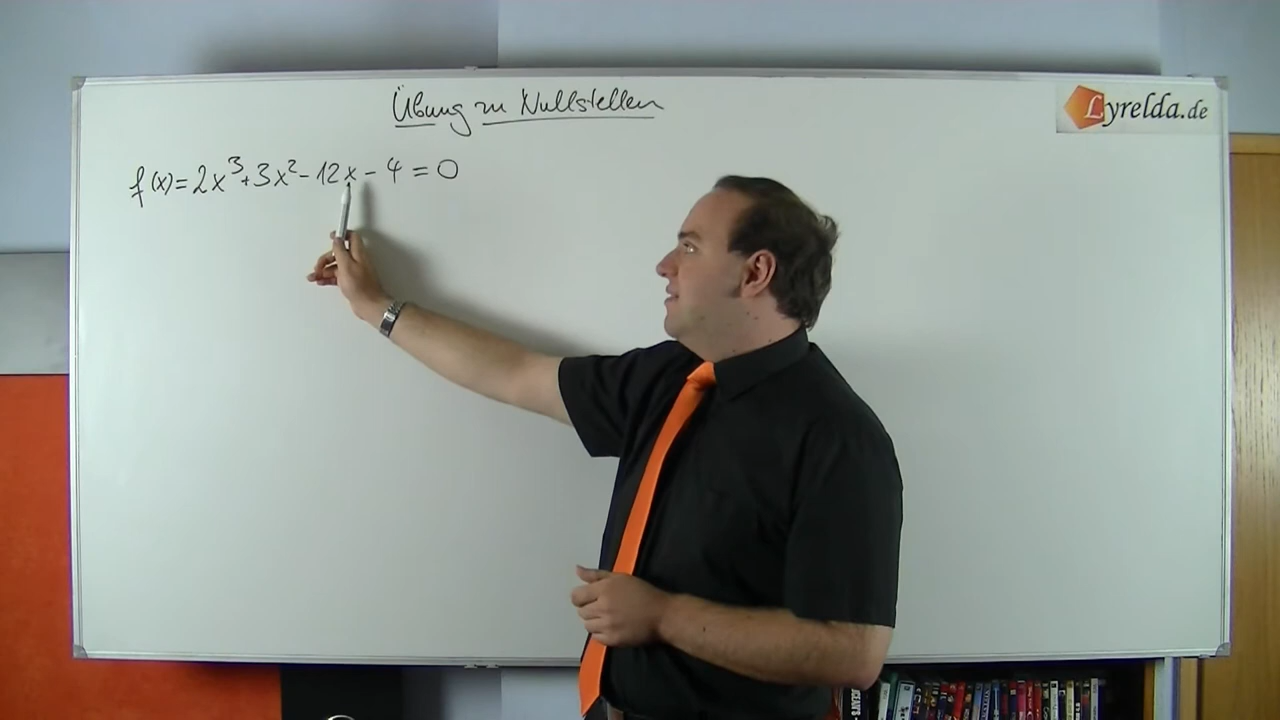 Übung zu Nullstellen
Lyrelda.de
f(x)=2x³+3x²-12x-4=0